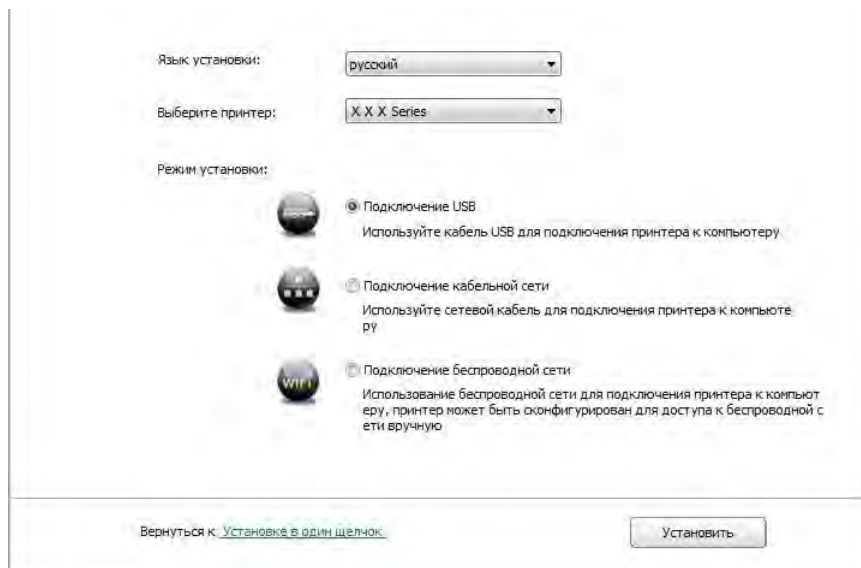 Язык установки: русский
Выберите принтер: X X X Series
Режим установки:
Подключение USB
Используйте кабель USB для подключения принтера к компьютеру
Подключение кабельной сети
Используйте сетевой кабель для подключения принтера к компьюте
ру
WiFi
Подключение беспроводной сети
Использование беспроводной сети для подключения принтера к компьют
еру, принтер может быть сконфигурирован для доступа к беспроводной с
ети вручную
Вернуться к Установке в один щелчок Установить